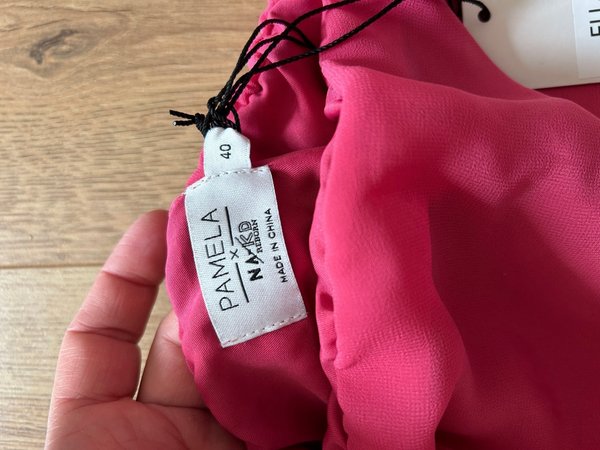 40
PAMELA
×
NA-KD
REBORN
MADE IN CHINA